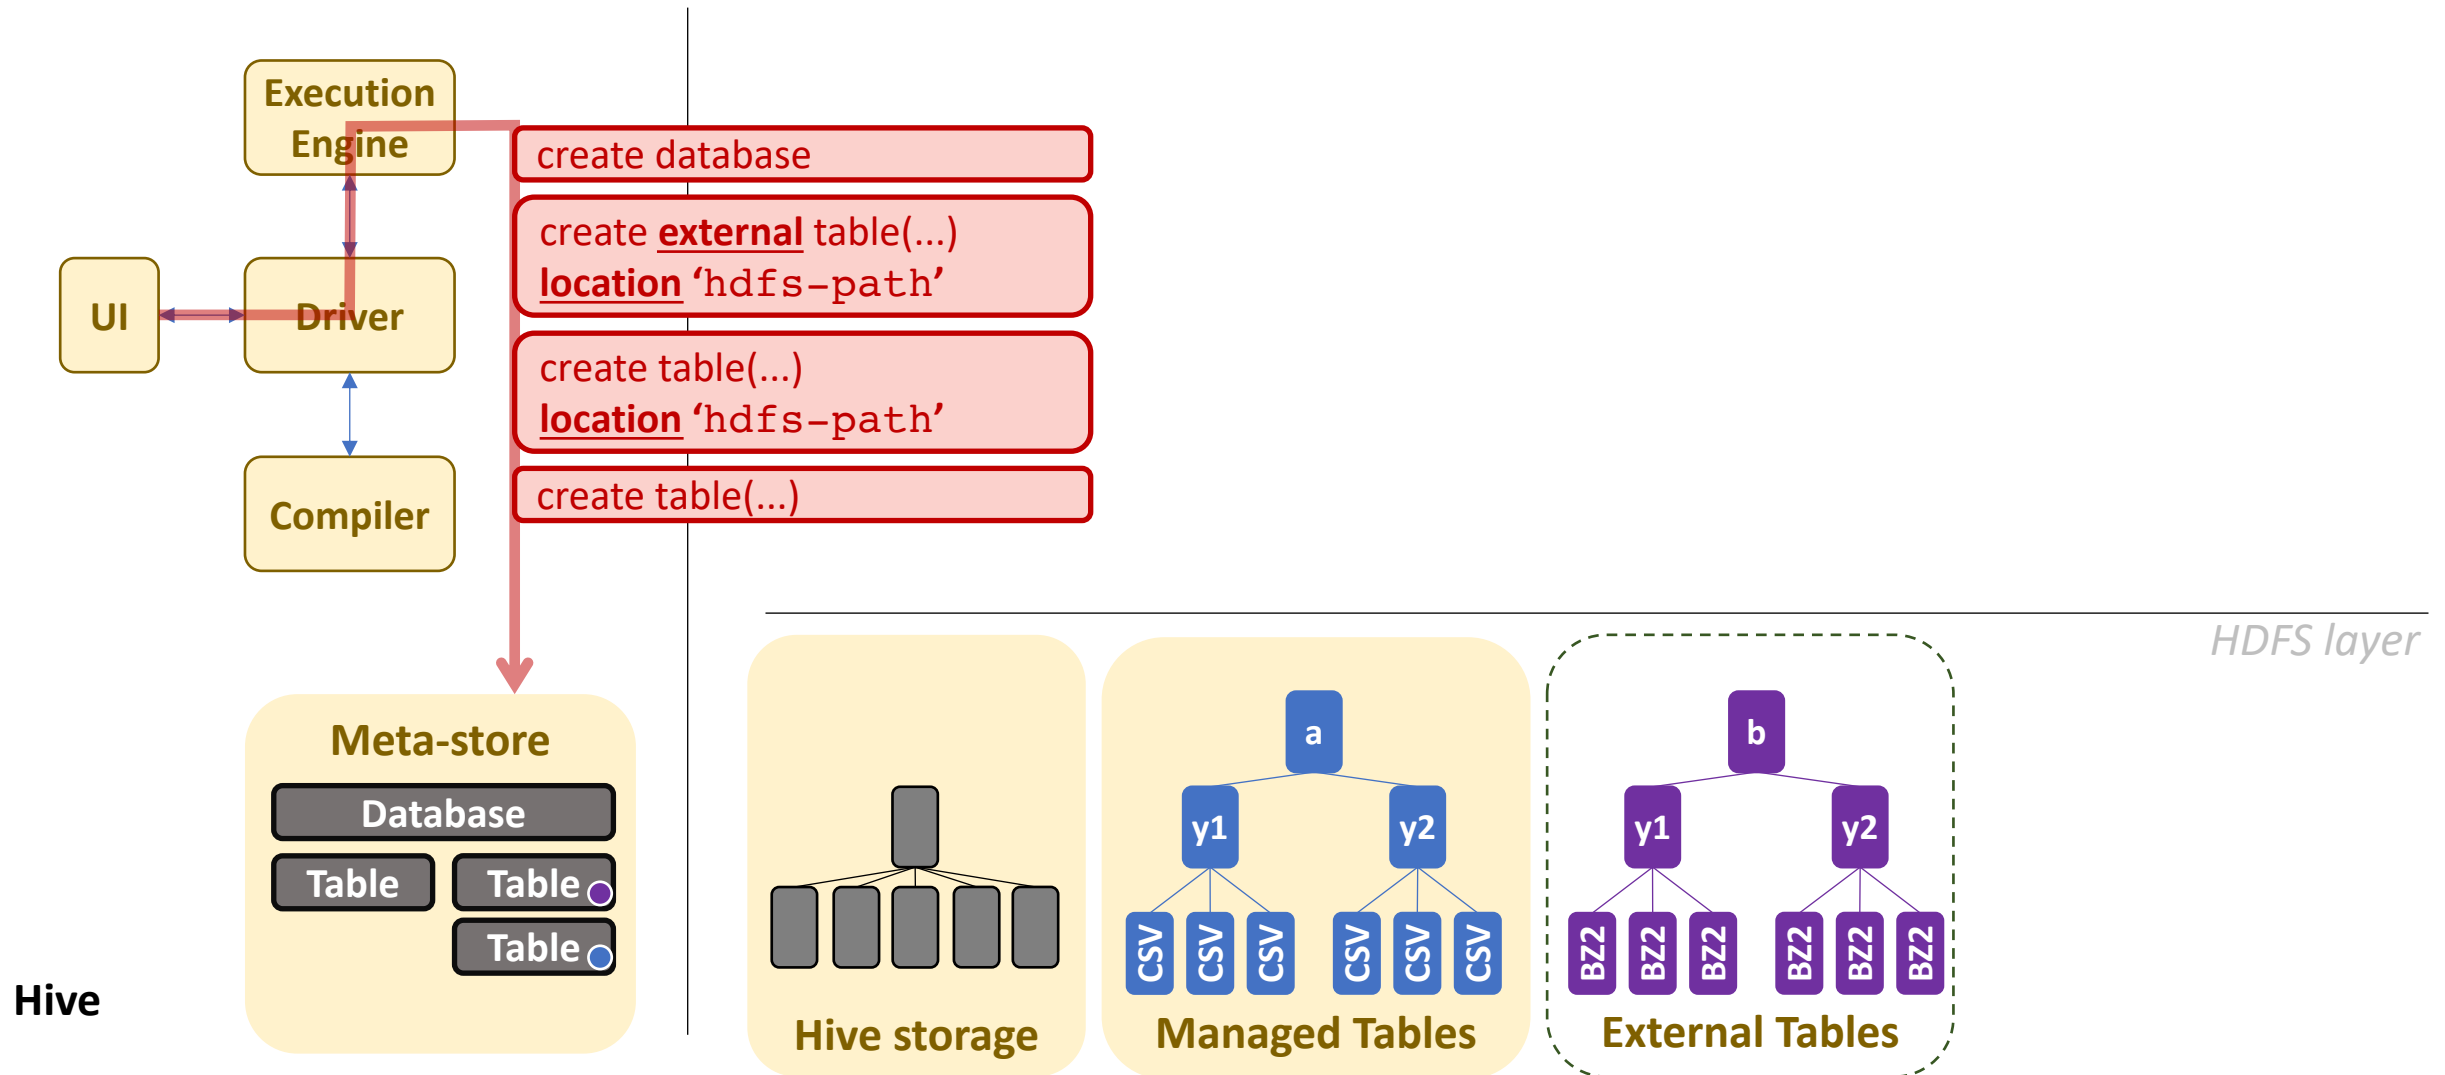 Execution
Engine
UI
Driver
Compiler
create database
create external table(...)
location ‘hdfs-path’
create table(...)
location ‘hdfs-path’
create table(...)
HDFS layer
Meta-store
Database
Table
Table
Table
Hive
Hive storage
a
y1
y2
CSV
CSV
CSV
CSV
CSV
CSV
Managed Tables
b
y1
y2
BZ2
BZ2
BZ2
BZ2
BZ2
BZ2
External Tables